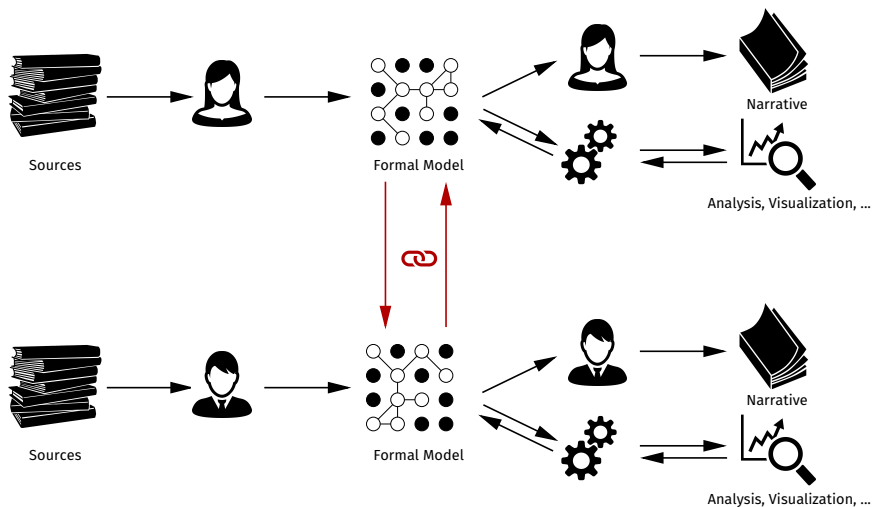 Narrative
Sources
Formal Model
Analysis, Visualization, ...
Narrative
Sources
Formal Model
Analysis, Visualization, ...